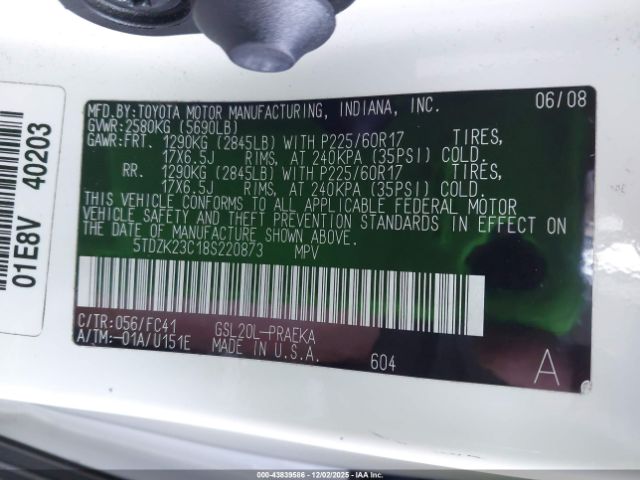 MFD.BY:TOYOTA MOTOR MANUFACTURING, INDIANA, INC. 06/08
GVWR:2580KG (5690LB)
GAWR:FRT. 1290KG (2845LB) WITH P225/60R17 TIRES,
17X6.5J RIMS, AT 240KPA (35PSI) COLD.
RR. 1290KG (2845LB) WITH P225/60R17 TIRES,
17X6.5J RIMS, AT 240KPA (35PSI) COLD.
THIS VEHICLE CONFORMS TO ALL APPLICABLE FEDERAL MOTOR
VEHICLE SAFETY AND THEFT PREVENTION STANDARDS IN EFFECT ON
THE DATE OF MANUFACTURE SHOWN ABOVE.
5TDZK23C18S220873 MPV
C/TR:056/FC41 GSL20L-PRAEKA
A/TM:-01A/U151E MADE IN U.S.A. 604 A
01E8V 40203
000-43839586 - 12/02/2025 - IAAI.COM